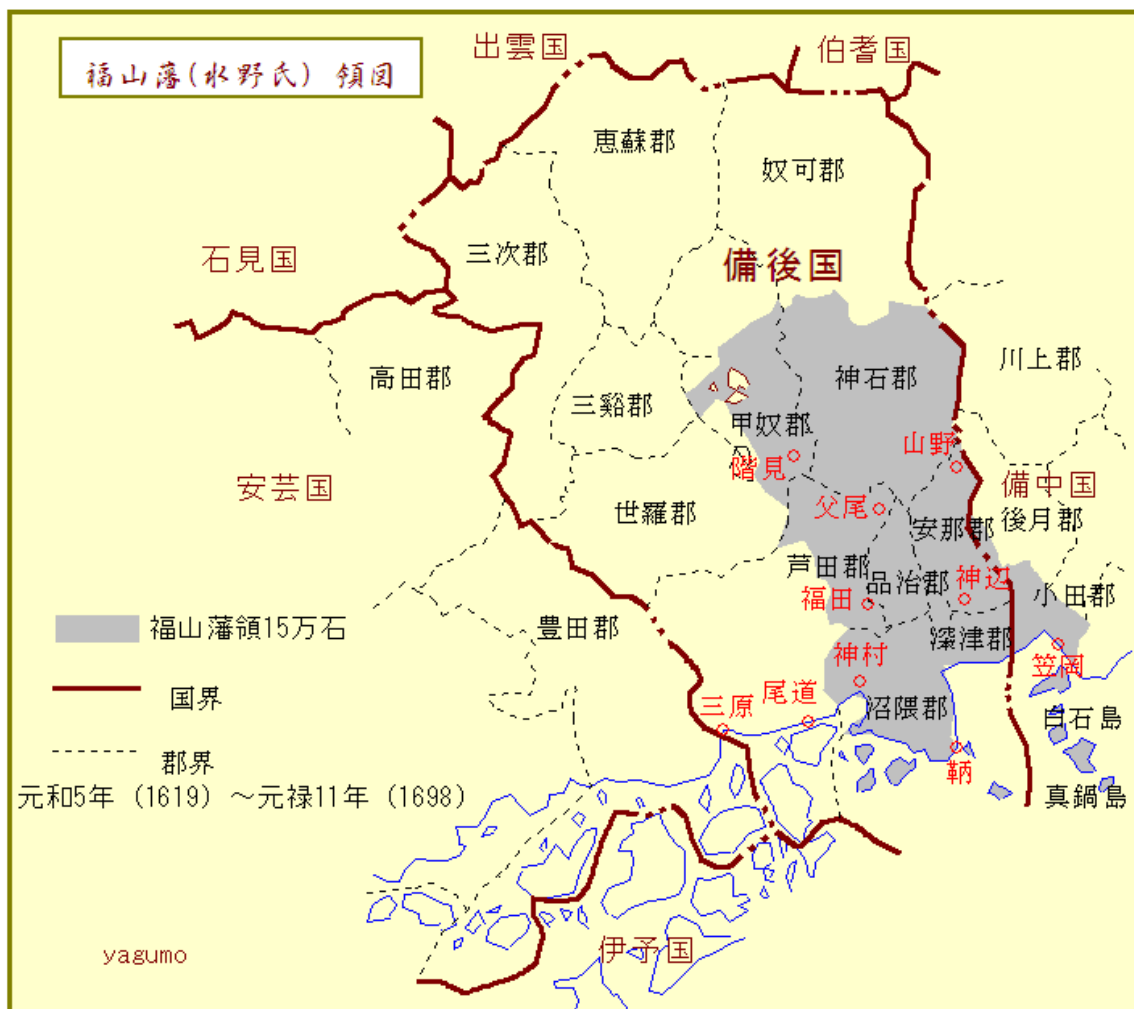 出雲国
伯耆国
福山藩(水野氏) 領図
恵蘇郡
奴可郡
三次郡
石見国
備後国
高田郡
神石郡
川上郡
三谿郡
甲奴郡
山野
階見
安芸国
備中国
世羅郡
父尾
安那郡
後月郡
芦田郡
品治郡
神辺
小田郡
福田
福山藩領15万石
豊田郡
深津郡
神村
笠岡
国界
三原
尾道
沼隈郡
白石島
郡界
鞆
元和5年 (1619) ~元禄11年 (1698)
真鍋島
伊予国
yagumo